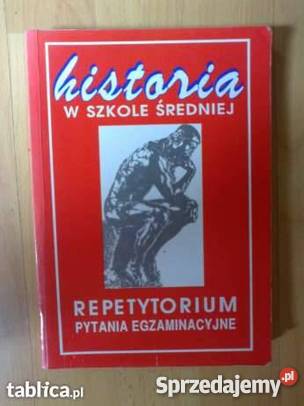 historia
W SZKOLE ŚREDNIEJ
REPETYTORIUM
PYTANIA EGZAMINACYJNE
tablica.pl
Sprzedajemy.pl